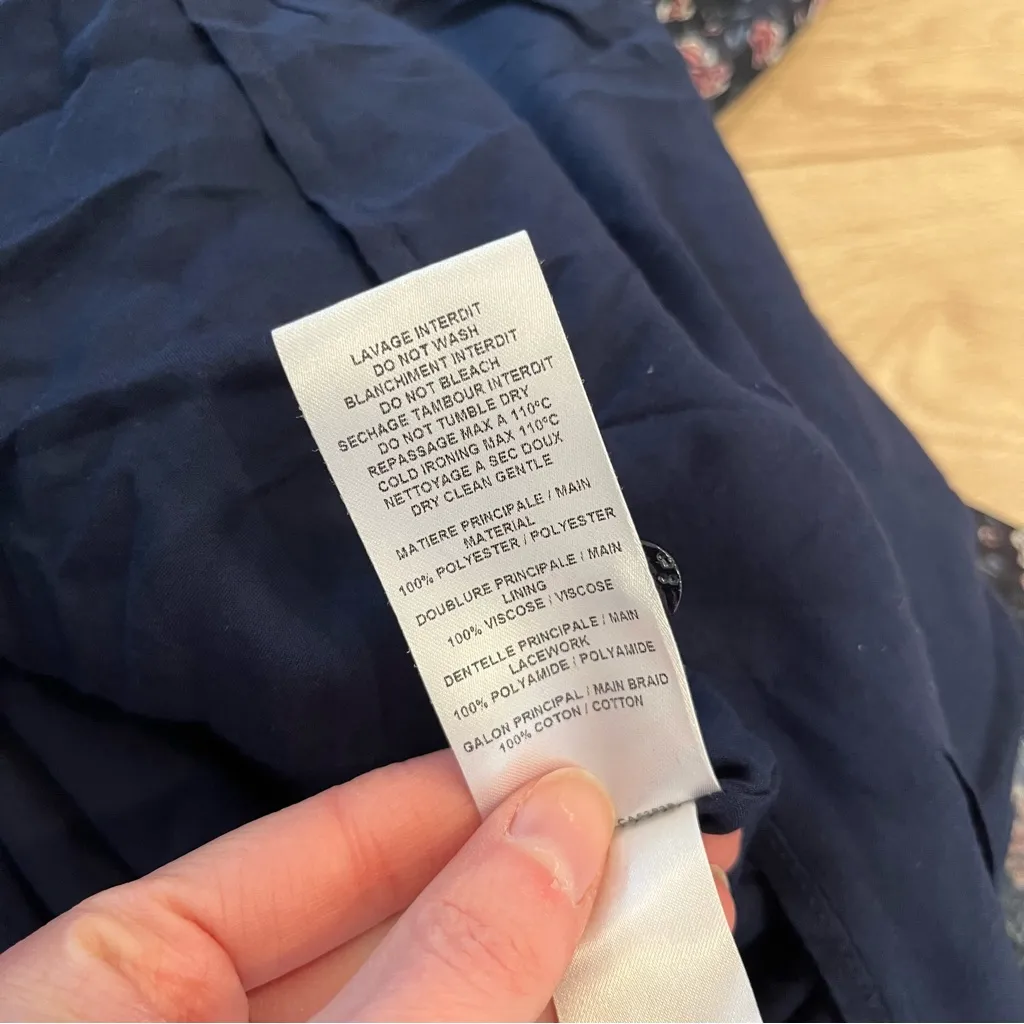 LAVAGE INTERDIT
DO NOT WASH
BLANCHIMENT INTERDIT
DO NOT BLEACH
SECHAGE TAMBOUR INTERDIT
DO NOT TUMBLE DRY
REPASSAGE MAX A 110°C
COLD IRONING MAX 110°C
NETTOYAGE A SEC DOUX
DRY CLEAN GENTLE
MATIERE PRINCIPALE / MAIN
MATERIAL
100% POLYESTER / POLYESTER
DOUBLURE PRINCIPALE / MAIN
LINING
100% VISCOSE / VISCOSE
DENTELLE PRINCIPALE / MAIN
LACEWORK
100% POLYAMIDE / POLYAMIDE
GALON PRINCIPAL / MAIN BRAID
100% COTON / COTTON